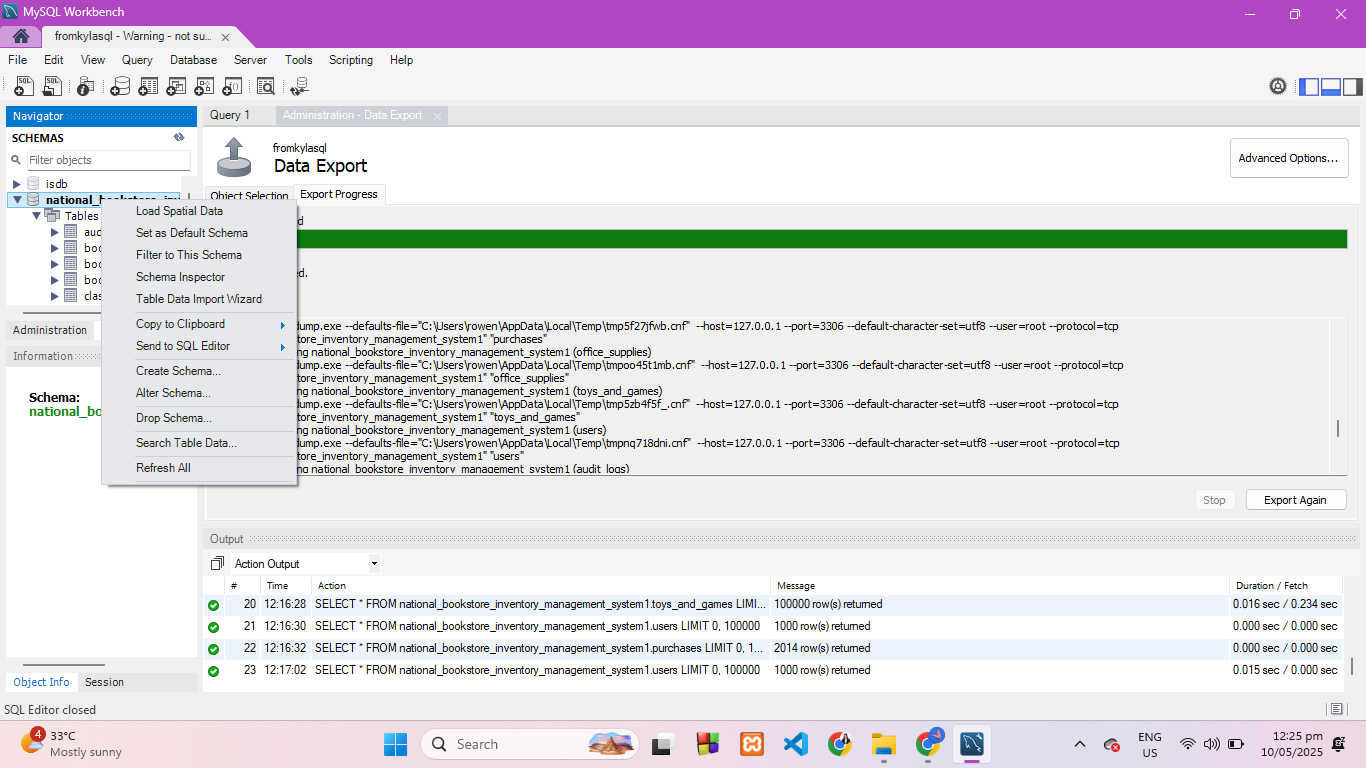 MySQL Workbench
fromkylasql - Warning - not su...
File Edit View Query Database Server Tools Scripting Help
Navigator
SCHEMAS
Filter objects
isdb
Tables
Load Spatial Data
Set as Default Schema
Filter to This Schema
Schema Inspector
Table Data Import Wizard
Copy to Clipboard
Send to SQL Editor
Create Schema...
Alter Schema...
Drop Schema...
Search Table Data...
Refresh All
Administration
Information
Schema:
Object Info Session
Query 1 Administration - Data Export
fromkylasql
Data Export
Advanced Options...
Object Selection Export Progress
dump.exe --defaults-file="C:\Users\rowen\AppData\Local\Temp\tmp5f27jfwb.cnf" --host=127.0.0.1 --port=3306 --default-character-set=utf8 --user=root --protocol=tcp
store_inventory_management_system1" "purchases"
ng national_bookstore_inventory_management_system1 (office_supplies)
dump.exe --defaults-file="C:\Users\rowen\AppData\Local\Temp\tmpoo45t1mb.cnf" --host=127.0.0.1 --port=3306 --default-character-set=utf8 --user=root --protocol=tcp
store_inventory_management_system1" "office_supplies"
ng national_bookstore_inventory_management_system1 (toys_and_games)
dump.exe --defaults-file="C:\Users\rowen\AppData\Local\Temp\tmp5zb4f5f_.cnf" --host=127.0.0.1 --port=3306 --default-character-set=utf8 --user=root --protocol=tcp
store_inventory_management_system1" "toys_and_games"
ng national_bookstore_inventory_management_system1 (users)
dump.exe --defaults-file="C:\Users\rowen\AppData\Local\Temp\tmpnq718dni.cnf" --host=127.0.0.1 --port=3306 --default-character-set=utf8 --user=root --protocol=tcp
store_inventory_management_system1" "users"
ng national_bookstore_inventory_management_system1 (audit_logs)
Stop Export Again
Output
Action Output
# Time Action Message Duration / Fetch
20 12:16:28 SELECT * FROM national_bookstore_inventory_management_system1.toys_and_games LIMI... 100000 row(s) returned 0.016 sec / 0.234 sec
21 12:16:30 SELECT * FROM national_bookstore_inventory_management_system1.users LIMIT 0, 100000 1000 row(s) returned 0.000 sec / 0.000 sec
22 12:16:32 SELECT * FROM national_bookstore_inventory_management_system1.purchases LIMIT 0, 1... 2014 row(s) returned 0.000 sec / 0.000 sec
23 12:17:02 SELECT * FROM national_bookstore_inventory_management_system1.users LIMIT 0, 100000 1000 row(s) returned 0.015 sec / 0.000 sec
SQL Editor closed
4
33°C
Mostly sunny
Search
ENG
US
12:25 pm
10/05/2025